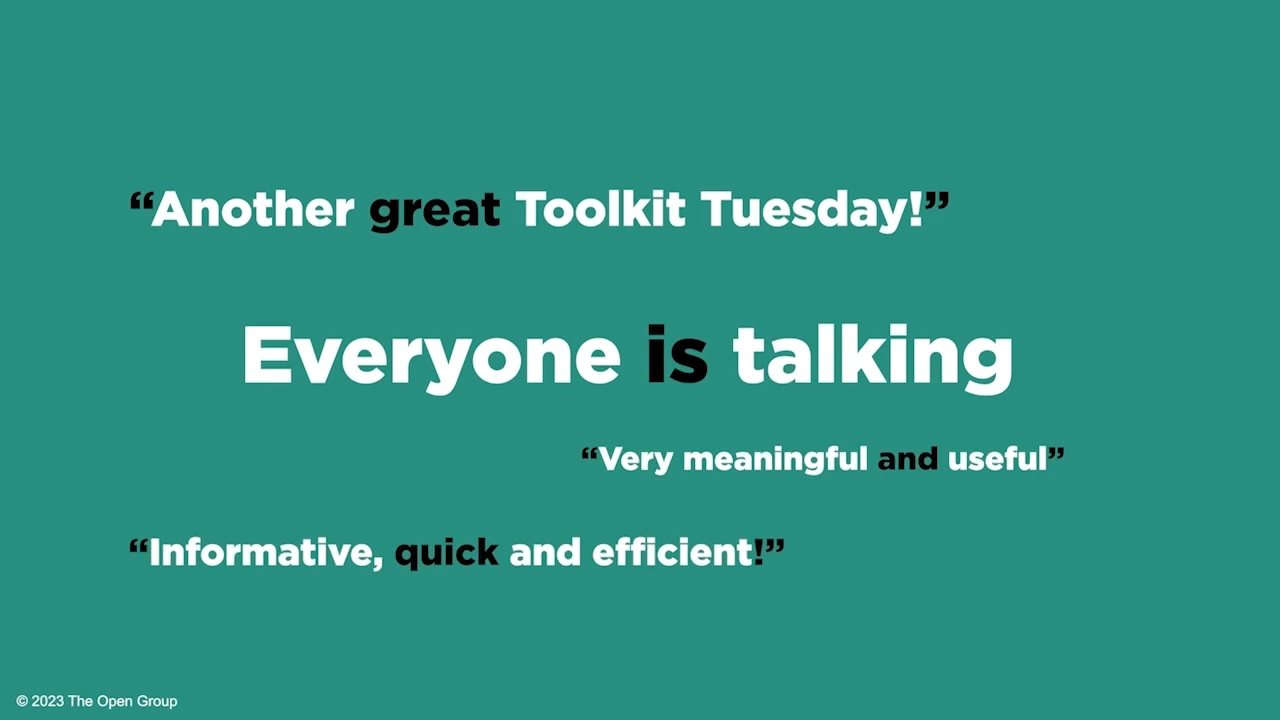 “Another great Toolkit Tuesday!”
Everyone is talking
“Very meaningful and useful”
“Informative, quick and efficient!”
© 2023 The Open Group